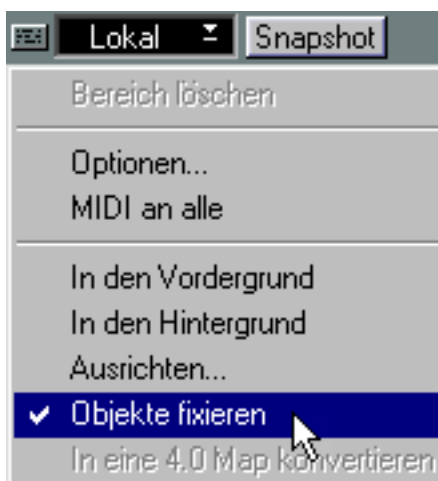 Lokal Snapshot
Bereich löschen
Optionen...
MIDI an alle
In den Vordergrund
In den Hintergrund
Ausrichten...
Objekte fixieren
In eine 4.0 Map konvertieren